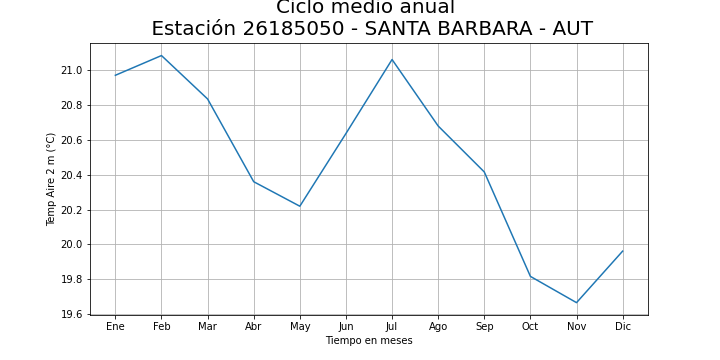 Ciclo medio anual
Estación 26185050 - SANTA BARBARA - AUT
Temp Aire 2 m (°C)
21.0
20.8
20.6
20.4
20.2
20.0
19.8
19.6
Ene Feb Mar Abr May Jun Jul Ago Sep Oct Nov Dic
Tiempo en meses